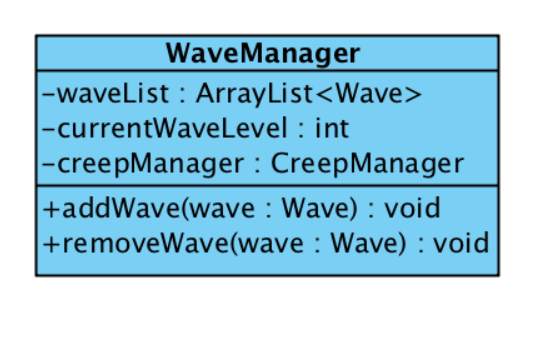 WaveManager
-waveList : ArrayList<Wave>
-currentWaveLevel : int
-creepManager : CreepManager
+addWave(wave : Wave) : void
+removeWave(wave : Wave) : void